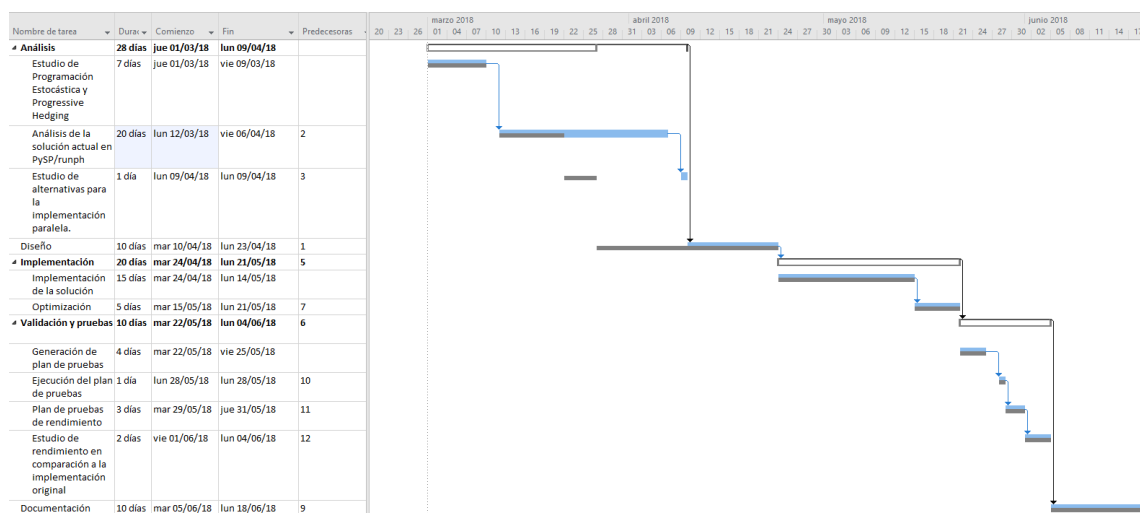 marzo 2018 abril 2018 mayo 2018 junio 2018
Nombre de tarea Durac Comienzo Fin Predecesoras 20 23 26 01 04 07 10 13 16 19 22 25 28 31 03 06 09 12 15 18 21 24 27 30 03 06 09 12 15 18 21 24 27 30 02 05 08 11 14 17
Análisis 28 días jue 01/03/18 lun 09/04/18
Estudio de 7 días jue 01/03/18 vie 09/03/18
Programación
Estocástica y
Progressive
Hedging
Análisis de la 20 días lun 12/03/18 vie 06/04/18 2
solución actual en
PySP/runph
Estudio de 1 día lun 09/04/18 lun 09/04/18 3
alternativas para
la
implementación
paralela.
Diseño 10 días mar 10/04/18 lun 23/04/18 1
Implementación 20 días mar 24/04/18 lun 21/05/18 5
Implementación 15 días mar 24/04/18 lun 14/05/18
de la solución
Optimización 5 días mar 15/05/18 lun 21/05/18 7
Validación y pruebas 10 días mar 22/05/18 lun 04/06/18 6
Generación de 4 días mar 22/05/18 vie 25/05/18
plan de pruebas
Ejecución del plan 1 día lun 28/05/18 lun 28/05/18 10
de pruebas
Plan de pruebas 3 días mar 29/05/18 jue 31/05/18 11
de rendimiento
Estudio de 2 días vie 01/06/18 lun 04/06/18 12
rendimiento en
comparación a la
implementación
original
Documentación 10 días mar 05/06/18 lun 18/06/18 9